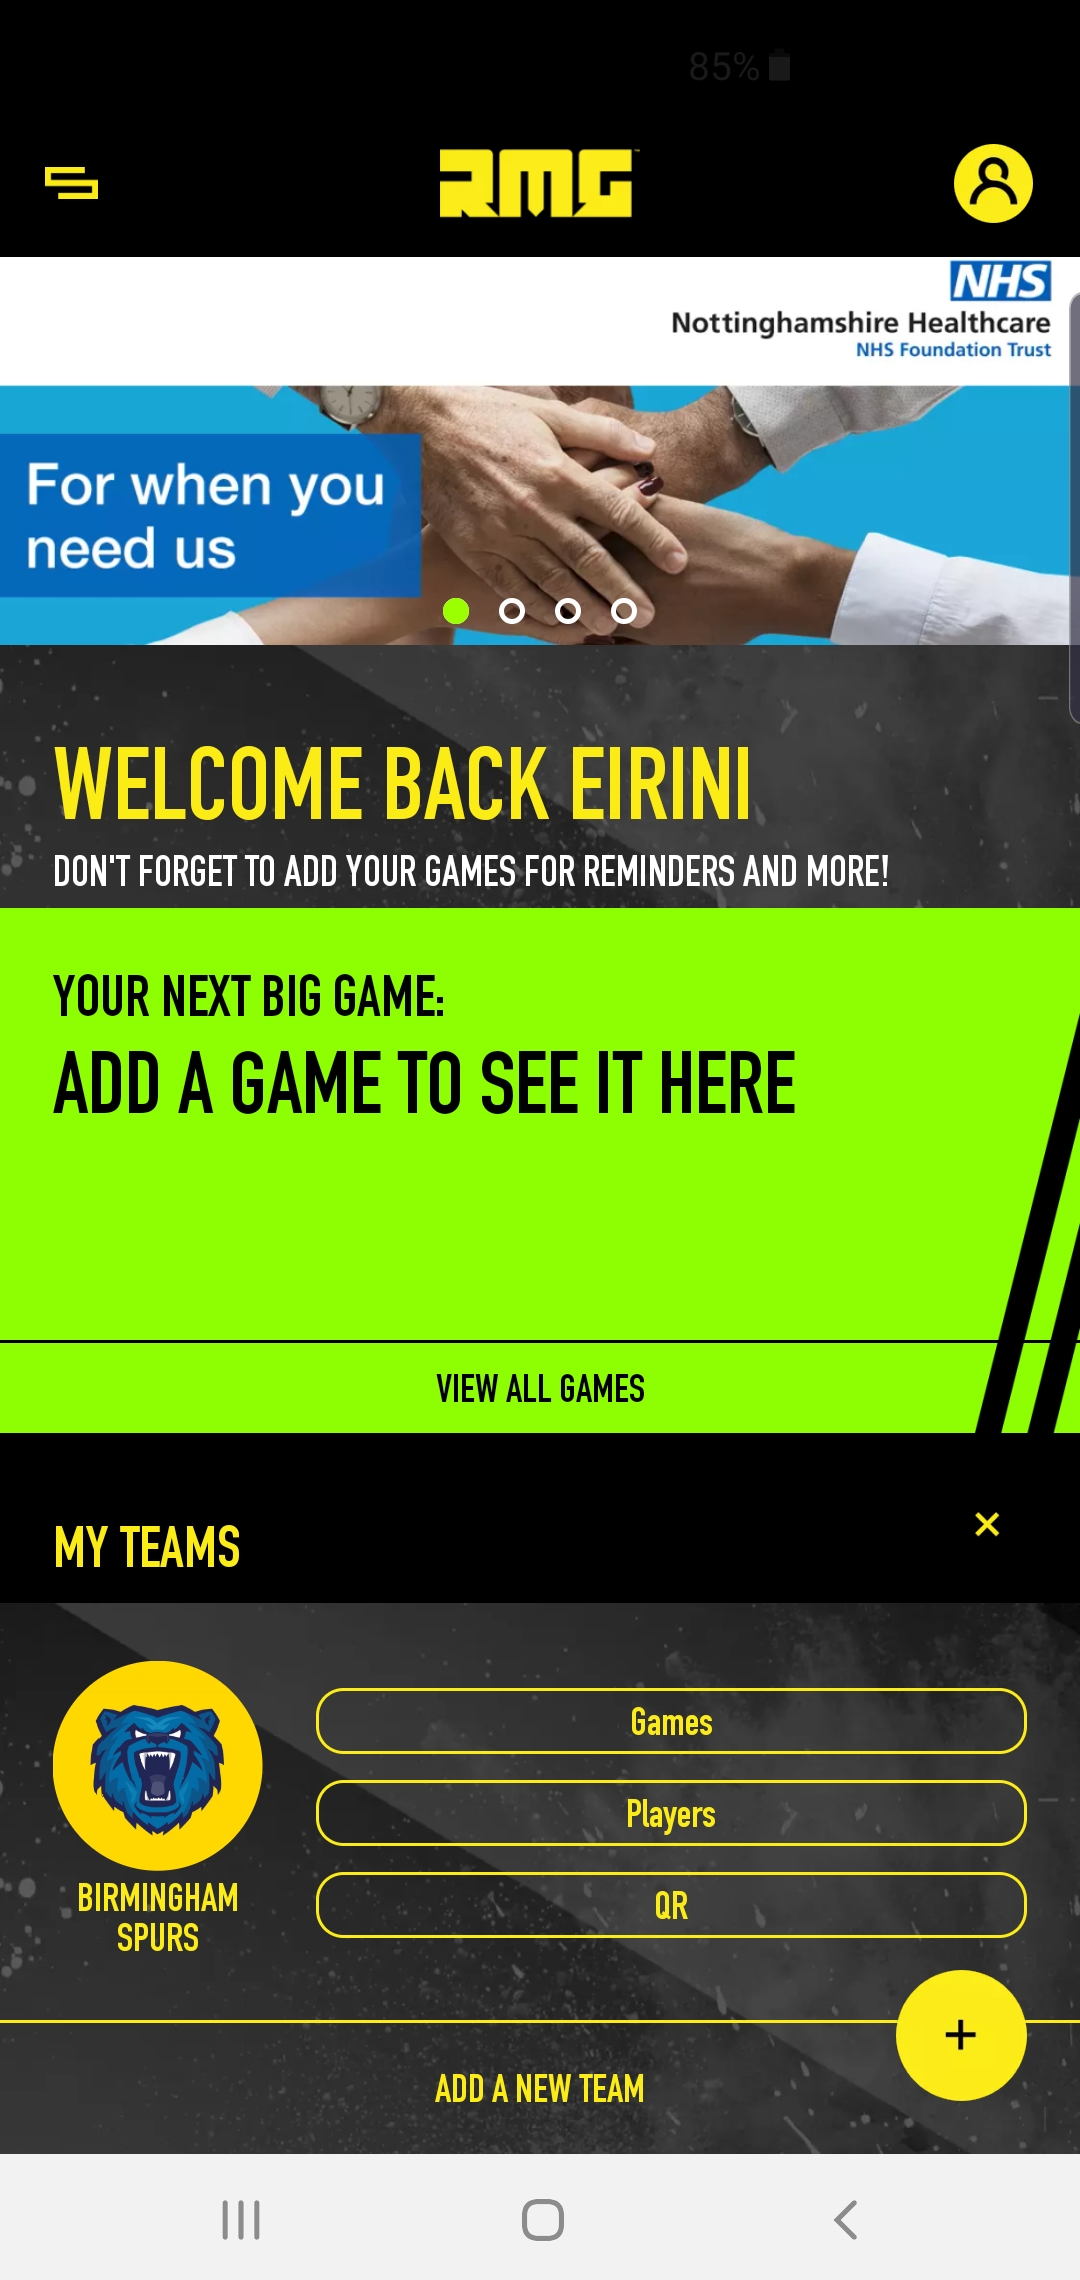 85%
RMG
NHS
Nottinghamshire Healthcare
NHS Foundation Trust
For when you
need us
WELCOME BACK EIRINI
DON'T FORGET TO ADD YOUR GAMES FOR REMINDERS AND MORE!
YOUR NEXT BIG GAME:
ADD A GAME TO SEE IT HERE
VIEW ALL GAMES
MY TEAMS
Games
Players
QR
BIRMINGHAM
SPURS
+
ADD A NEW TEAM